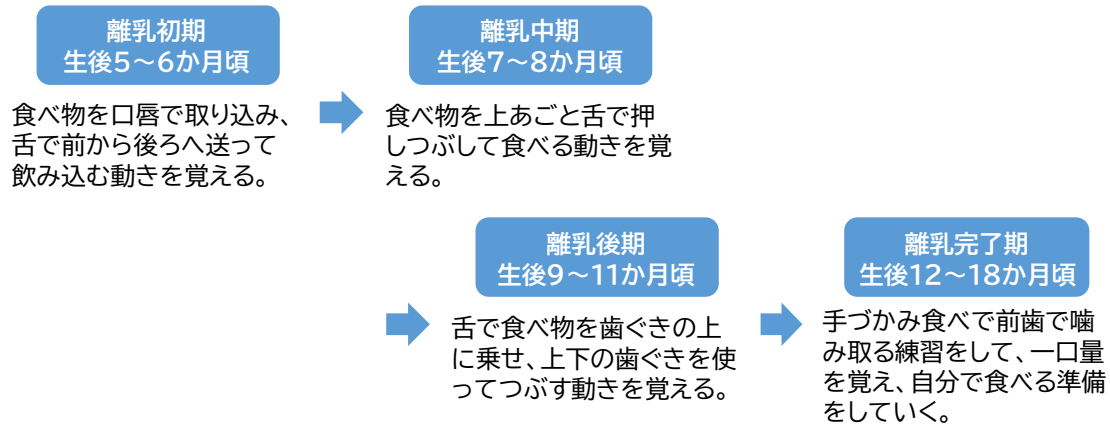 離乳初期
生後5～6か月頃
食べ物を口唇で取り込み、
舌で前から後ろへ送って
飲み込む動きを覚える。
離乳中期
生後7～8か月頃
食べ物を上あごと舌で押
しつぶして食べる動きを覚
える。
離乳後期
生後9～11か月頃
舌で食べ物を歯ぐきの上
に乗せ、上下の歯ぐきを使
ってつぶす動きを覚える。
離乳完了期
生後12～18か月頃
手づかみ食べで前歯で噛
み取る練習をして、一口量
を覚え、自分で食べる準備
をしていく。